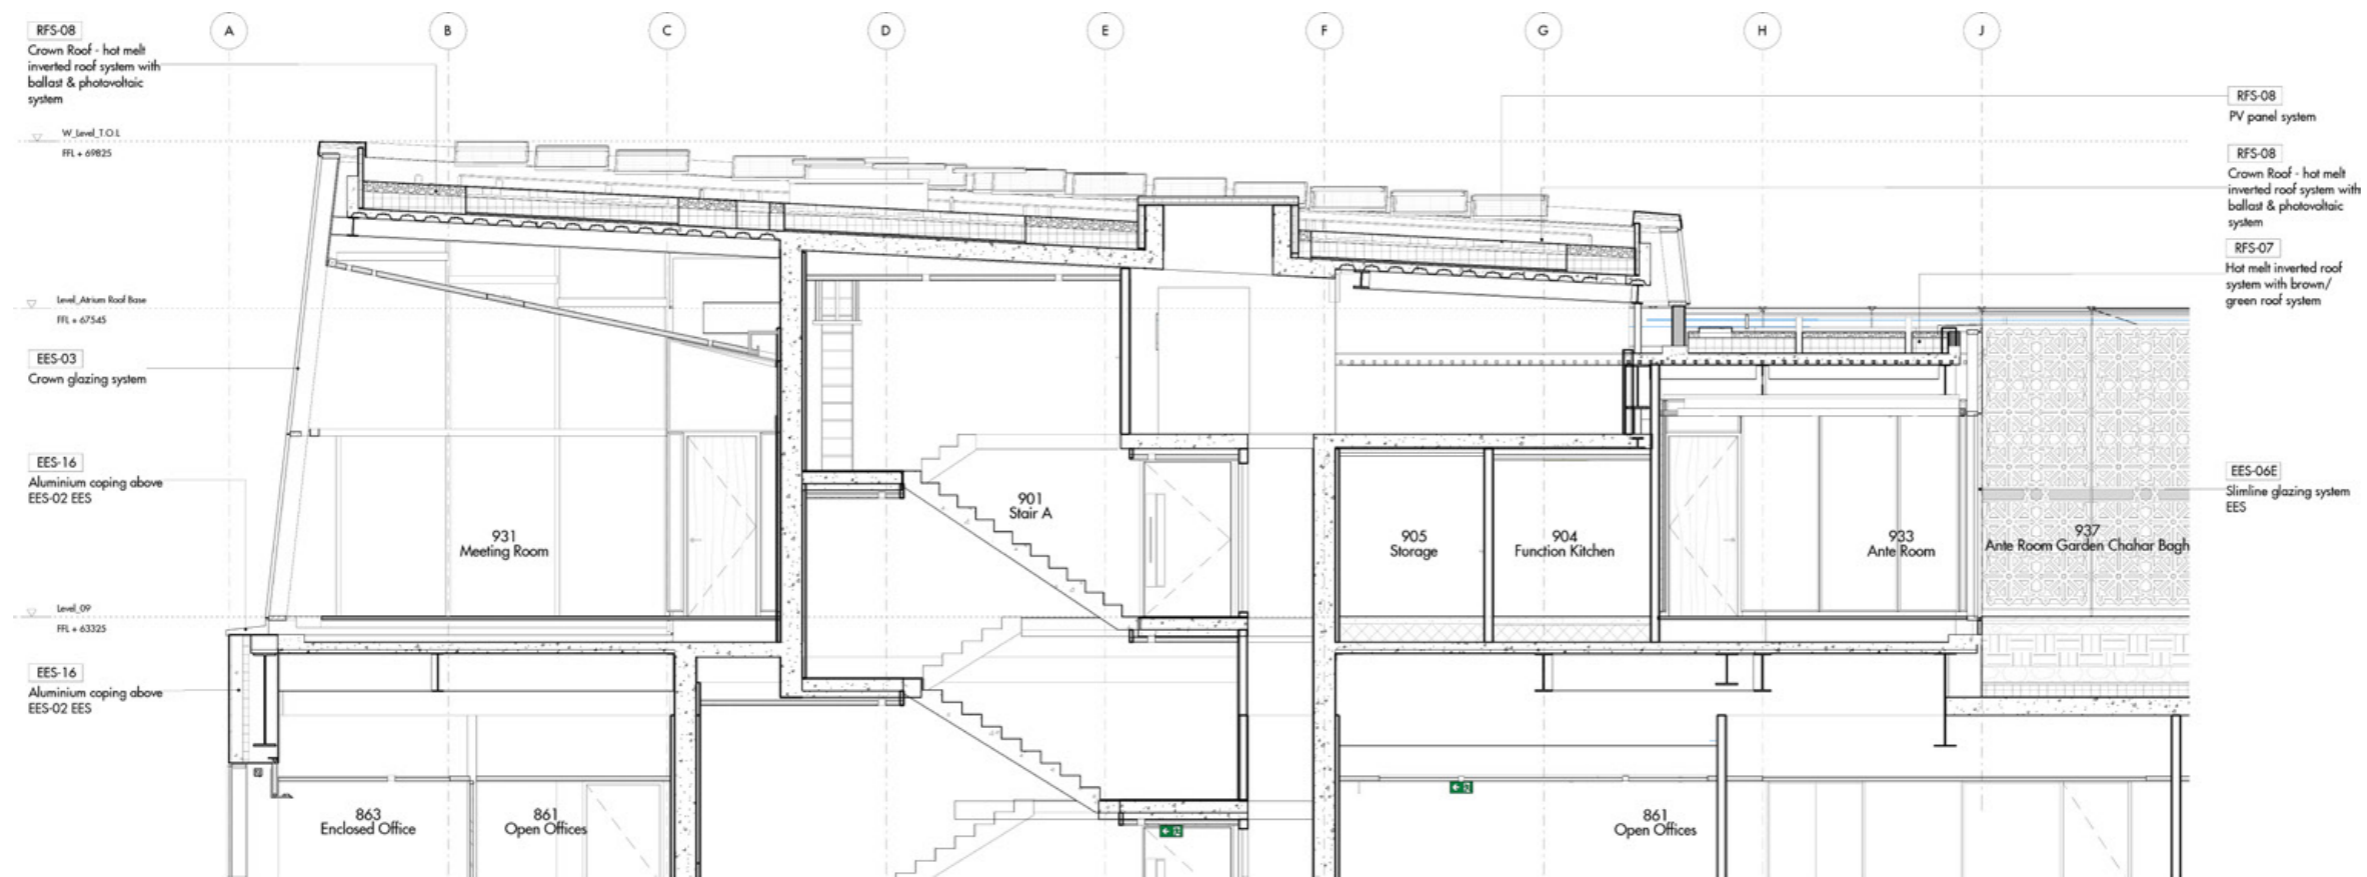 A
B
C
D
E
F
G
H
J
RFS-08
Crown Roof - hot melt
inverted roof system with
ballast & photovoltaic
system
W_Level_T.O.L
FFL + 69825
Level_Atrium Roof Base
FFL + 67545
EES-03
Crown glazing system
EES-16
Aluminium coping above
EES-02 EES
Level_09
FFL + 63325
EES-16
Aluminium coping above
EES-02 EES
RFS-08
PV panel system
RFS-08
Crown Roof - hot melt
inverted roof system with
ballast & photovoltaic
system
RFS-07
Hot melt inverted roof
system with brown/
green roof system
EES-06E
Slimline glazing system
EES
931
Meeting Room
901
Stair A
905
Storage
904
Function Kitchen
933
Ante Room
937
Ante Room Garden Chahar Bagh
863
Enclosed Office
861
Open Offices
861
Open Offices